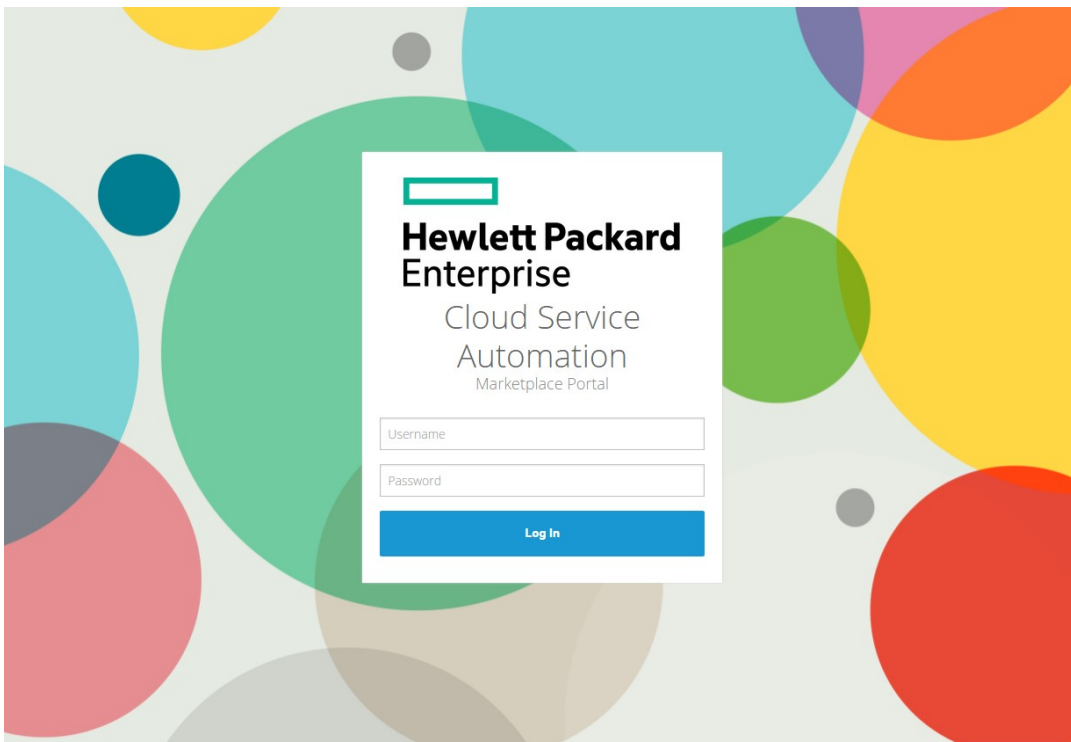 Hewlett Packard
Enterprise
Cloud Service
Automation
Marketplace Portal
Username
Password
Log In